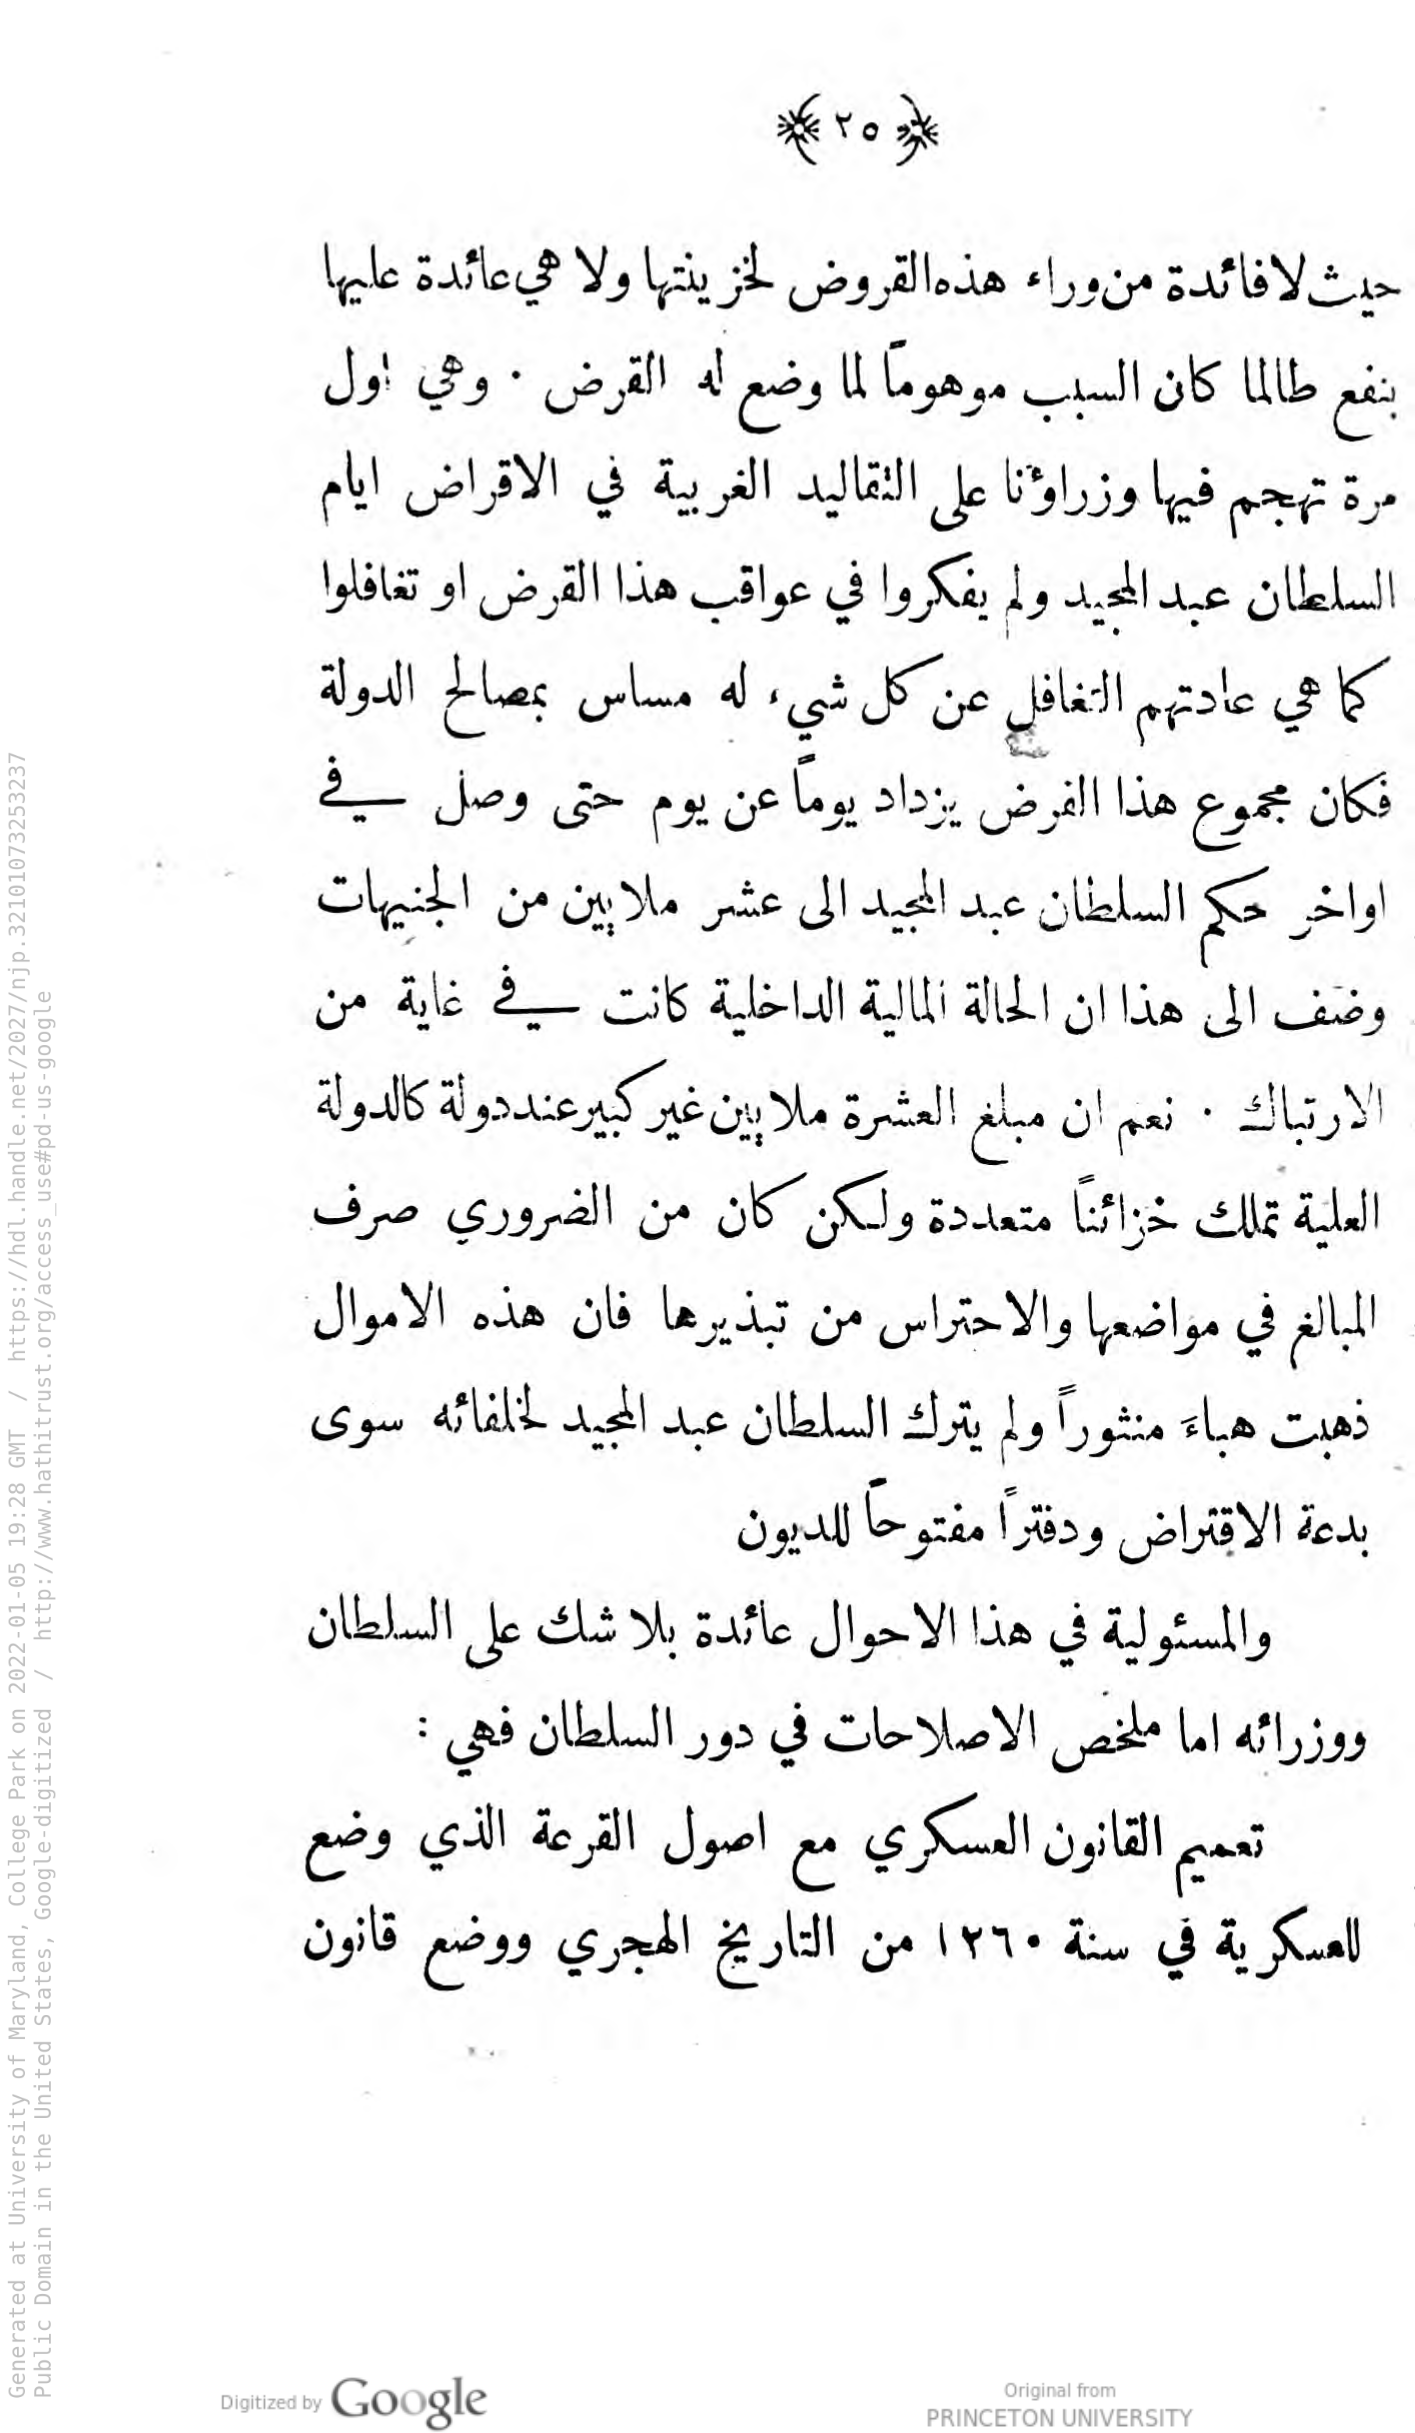 ٢٥
حيث لا فائدة من وراء هذه القروض لخزينتها ولا هي عائدة عليها
بنفع طالما كان السبب موهوماً لما وضع له القرض ٠ وهي اول
مرة تهجم فيها وزراؤنا على التقاليد الغربية في الاقراض ايام
السلطان عبد المجيد ولم يفكروا في عواقب هذا القرض او تغافلوا
كما هي عادتهم التغافل عن كل شيء له مساس بمصالح الدولة
فكان مجموع هذا القرض يزداد يوماً عن يوم حتى وصل في
اواخر حكم السلطان عبد المجيد الى عشر ملايين من الجنيهات
وضف الى هذا ان الحالة المالية الداخلية كانت في غاية من
الارتباك ٠ نعم ان مبلغ العشرة ملايين غير كبير عند دولة كالدولة
العلية تملك خزائناً متعددة ولكن كان من الضروري صرف
المبالغ في مواضعها والاحتراس من تبذيرها فان هذه الاموال
ذهبت هباءَ منثوراً ولم يترك السلطان عبد المجيد لخلفائه سوى
بدعة الاقتراض ودفتراً مفتوحاً للديون
والمسئولية في هذا الاحوال عائدة بلا شك على السلطان
ووزرائه اما ملخص الاصلاحات في دور السلطان فهي :
تعميم القانون العسكري مع اصول القرعة الذي وضع
للعسكرية في سنة ١٢٦٠ من التاريخ الهجري ووضع قانون
Generated at University of Maryland, College Park on 2022-01-05 19:28 GMT / https://hdl.handle.net/2027/njp.32101073253237
Public Domain in the United States, Google-digitized / http://www.hathitrust.org/access_use#pd-us-google
Digitized by Google
Original from
PRINCETON UNIVERSITY